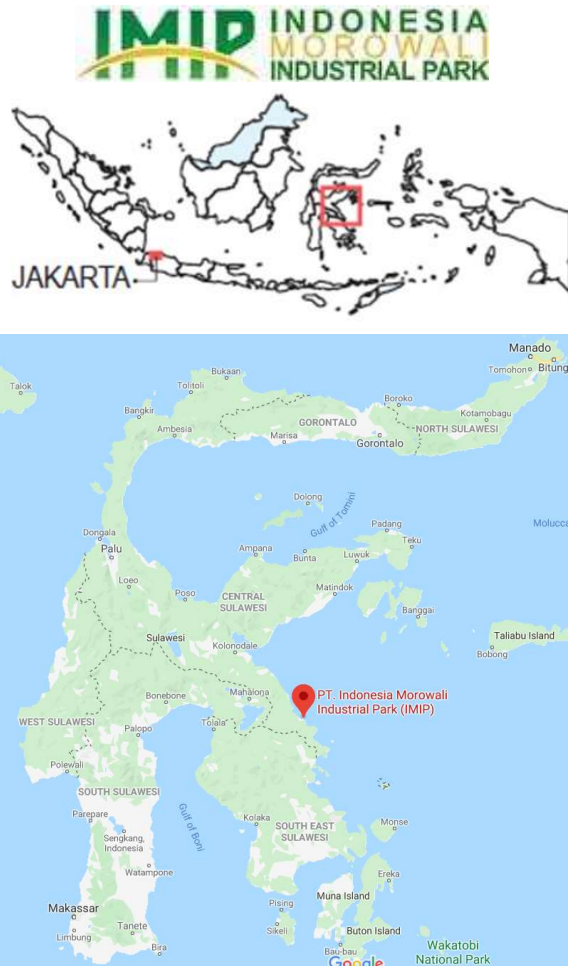 IMIP INDONESIA
MOROWALI
INDUSTRIAL PARK
JAKARTA
Manado
Tomohon
Bitung
Bukaan
Taiok
Tolitoli
Boroko
Bangkir
Kotamobagu
Ambesia
GORONTALO
Marisa
Gorontalo
NORTH SULAWESI
Dolong
Gulf of Tomini
Padang
Molucca
Dongala
Palu
Ampana
Bunta
Luwuk
Teku
Loeo
Poso
CENTRAL
SULAWESI
Matindok
Banggai
Sulawesi
Kolonodale
Taliabu Island
Bobong
Bonebone
Mahalona
PT. Indonesia Morowali
Industrial Park (IMIP)
WEST SULAWESI
Palopo
Tolala
Polewali
SOUTH SULAWESI
Parepare
Gulf of Boni
Kolaka
SOUTH EAST
SULAWESI
Monse
Sengkang,
Indonesia
Watampone
Ereka
Makassar
Pising
Muna Island
Limbung
Tanete
Sikeli
Buton Island
Bira
Bau-bau
Wakatobi
National Park
Google